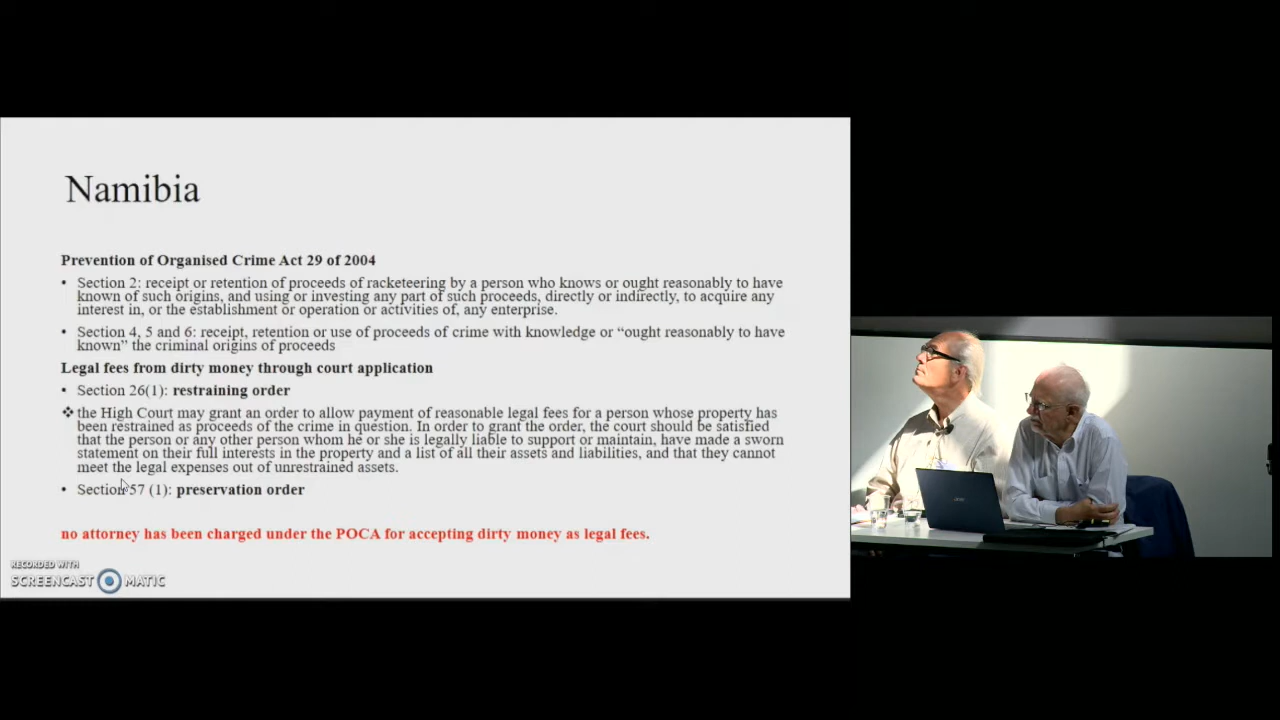 Namibia
Prevention of Organised Crime Act 29 of 2004
• Section 2: receipt or retention of proceeds of racketeering by a person who knows or ought reasonably to have
known of such origins, and using or investing any part of such proceeds, directly or indirectly, to acquire any
interest in, or the establishment or operation or activities of, any enterprise.
• Section 4, 5 and 6: receipt, retention or use of proceeds of crime with knowledge or “ought reasonably to have
known” the criminal origins of proceeds
Legal fees from dirty money through court application
• Section 26(1): restraining order
❖ the High Court may grant an order to allow payment of reasonable legal fees for a person whose property has
been restrained as proceeds of the crime in question. In order to grant the order, the court should be satisfied
that the person or any other person whom he or she is legally liable to support or maintain, have made a sworn
statement on their full interests in the property and a list of all their assets and liabilities, and that they cannot
meet the legal expenses out of unrestrained assets.
• Section 57 (1): preservation order
no attorney has been charged under the POCA for accepting dirty money as legal fees.
RECORDED WITH
SCREENCAST MATIC
acer